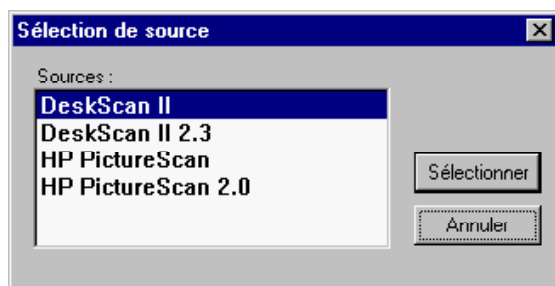 Sélection de source
Sources :
DeskScan II
DeskScan II 2.3
HP PictureScan
HP PictureScan 2.0
Sélectionner
Annuler